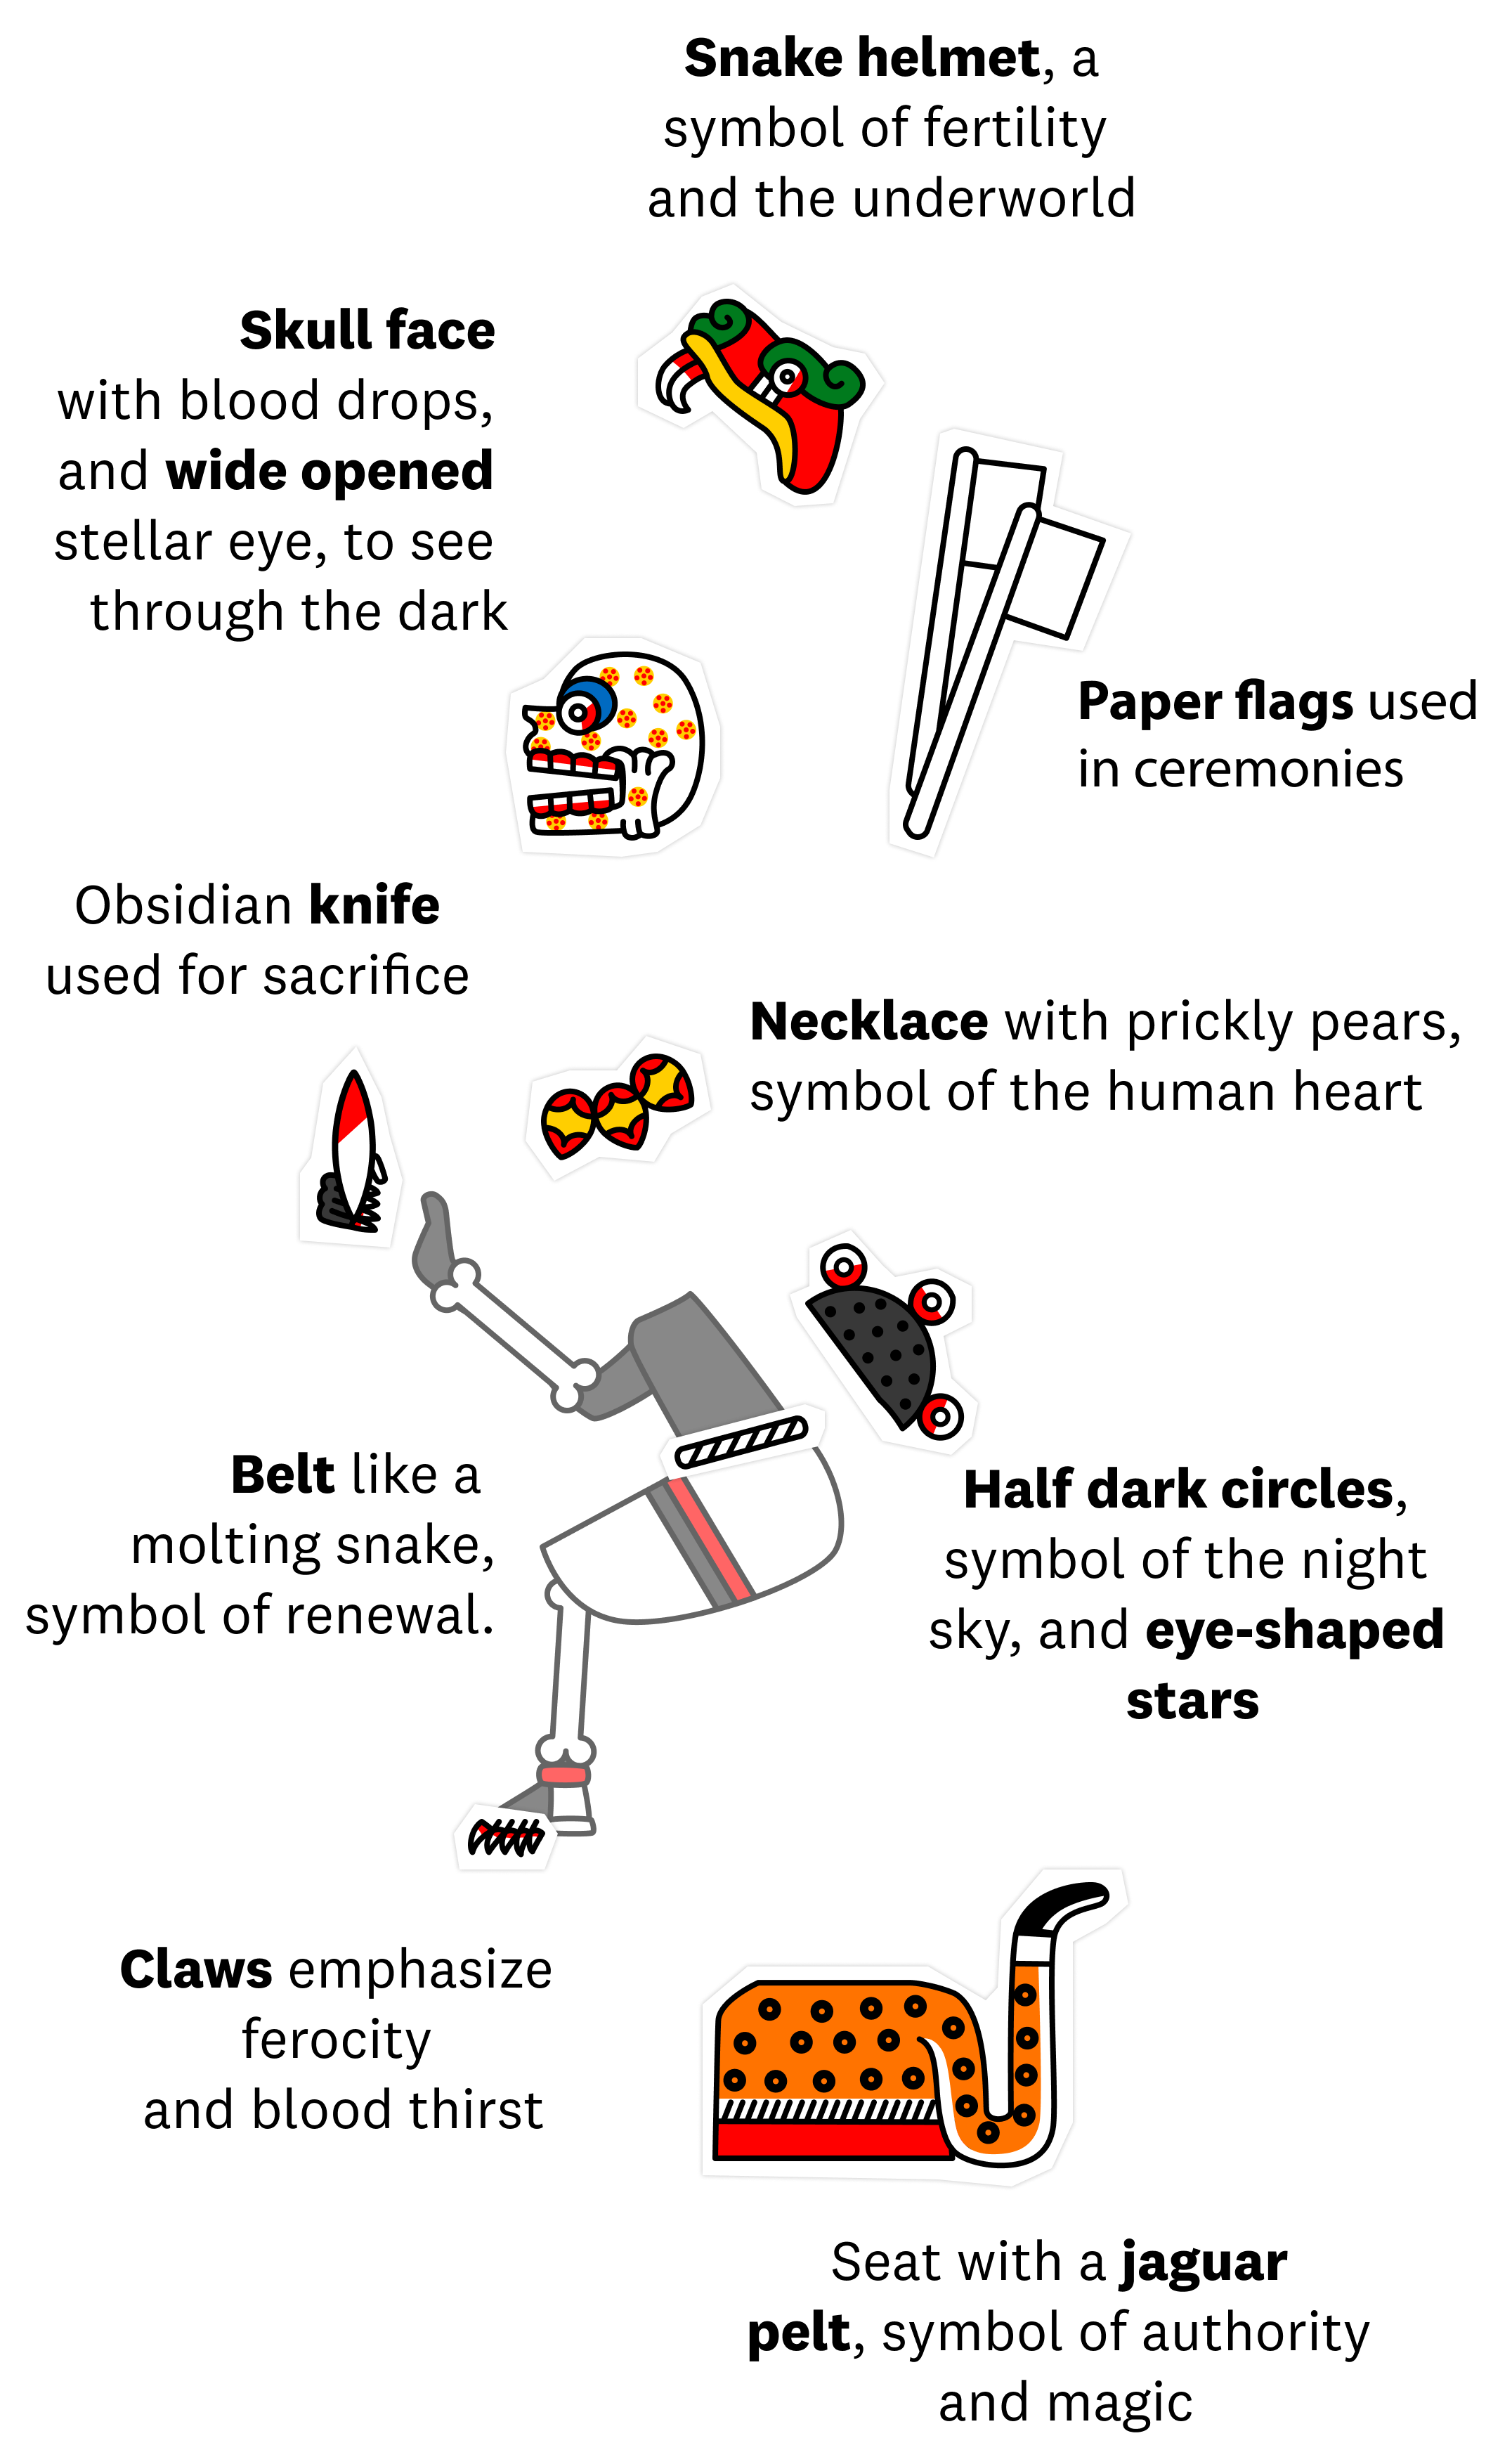 Snake helmet, a
symbol of fertility
and the underworld
Skull face
with blood drops,
and wide opened
stellar eye, to see
through the dark
Paper flags used
in ceremonies
Obsidian knife
used for sacrifice
Necklace with prickly pears,
symbol of the human heart
Belt like a
molting snake,
symbol of renewal.
Half dark circles,
symbol of the night
sky, and eye-shaped
stars
Claws emphasize
ferocity
and blood thirst
Seat with a jaguar
pelt, symbol of authority
and magic